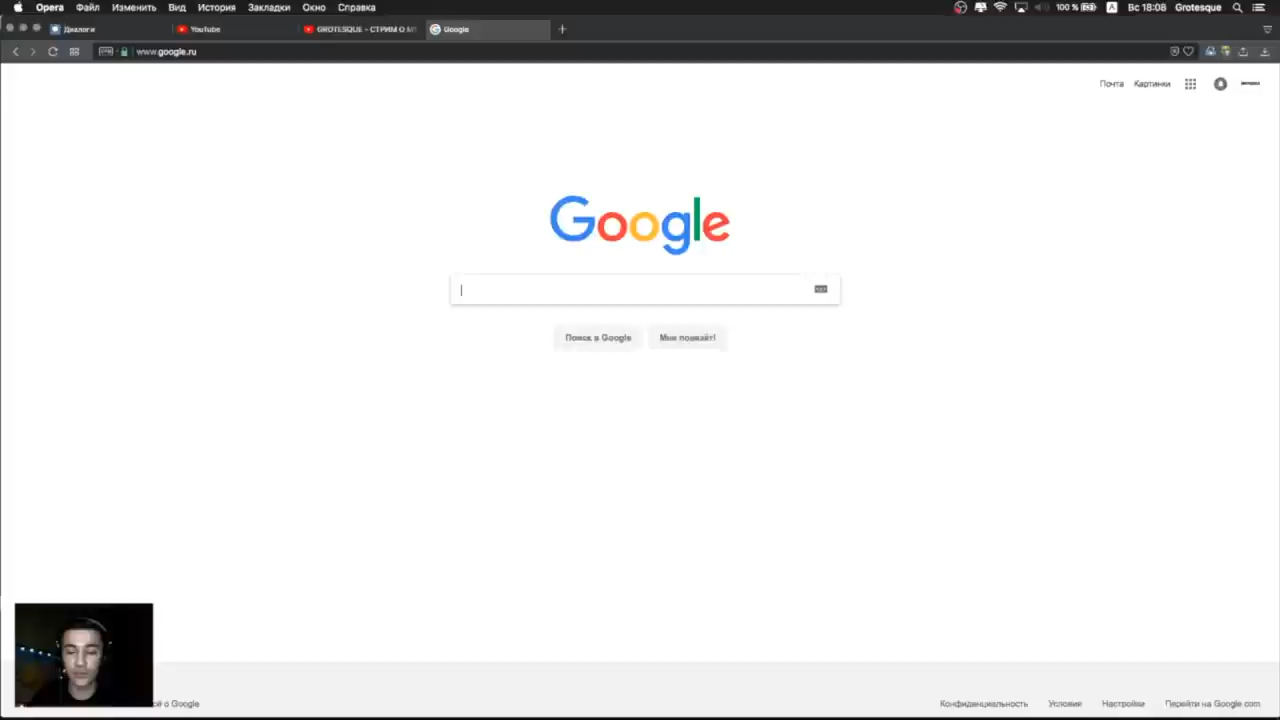 Opera Файл Изменить Вид История Закладки Окно Справка 100 % A Вс 18:08 Grotesque
Диалоги YouTube GROTESQUE - СТРИМ О М Google
www.google.ru
Почта Картинки
Google
Поиск в Google Мне повезёт!
ё о Google Конфиденциальность Условия Настройки Перейти на Google.com